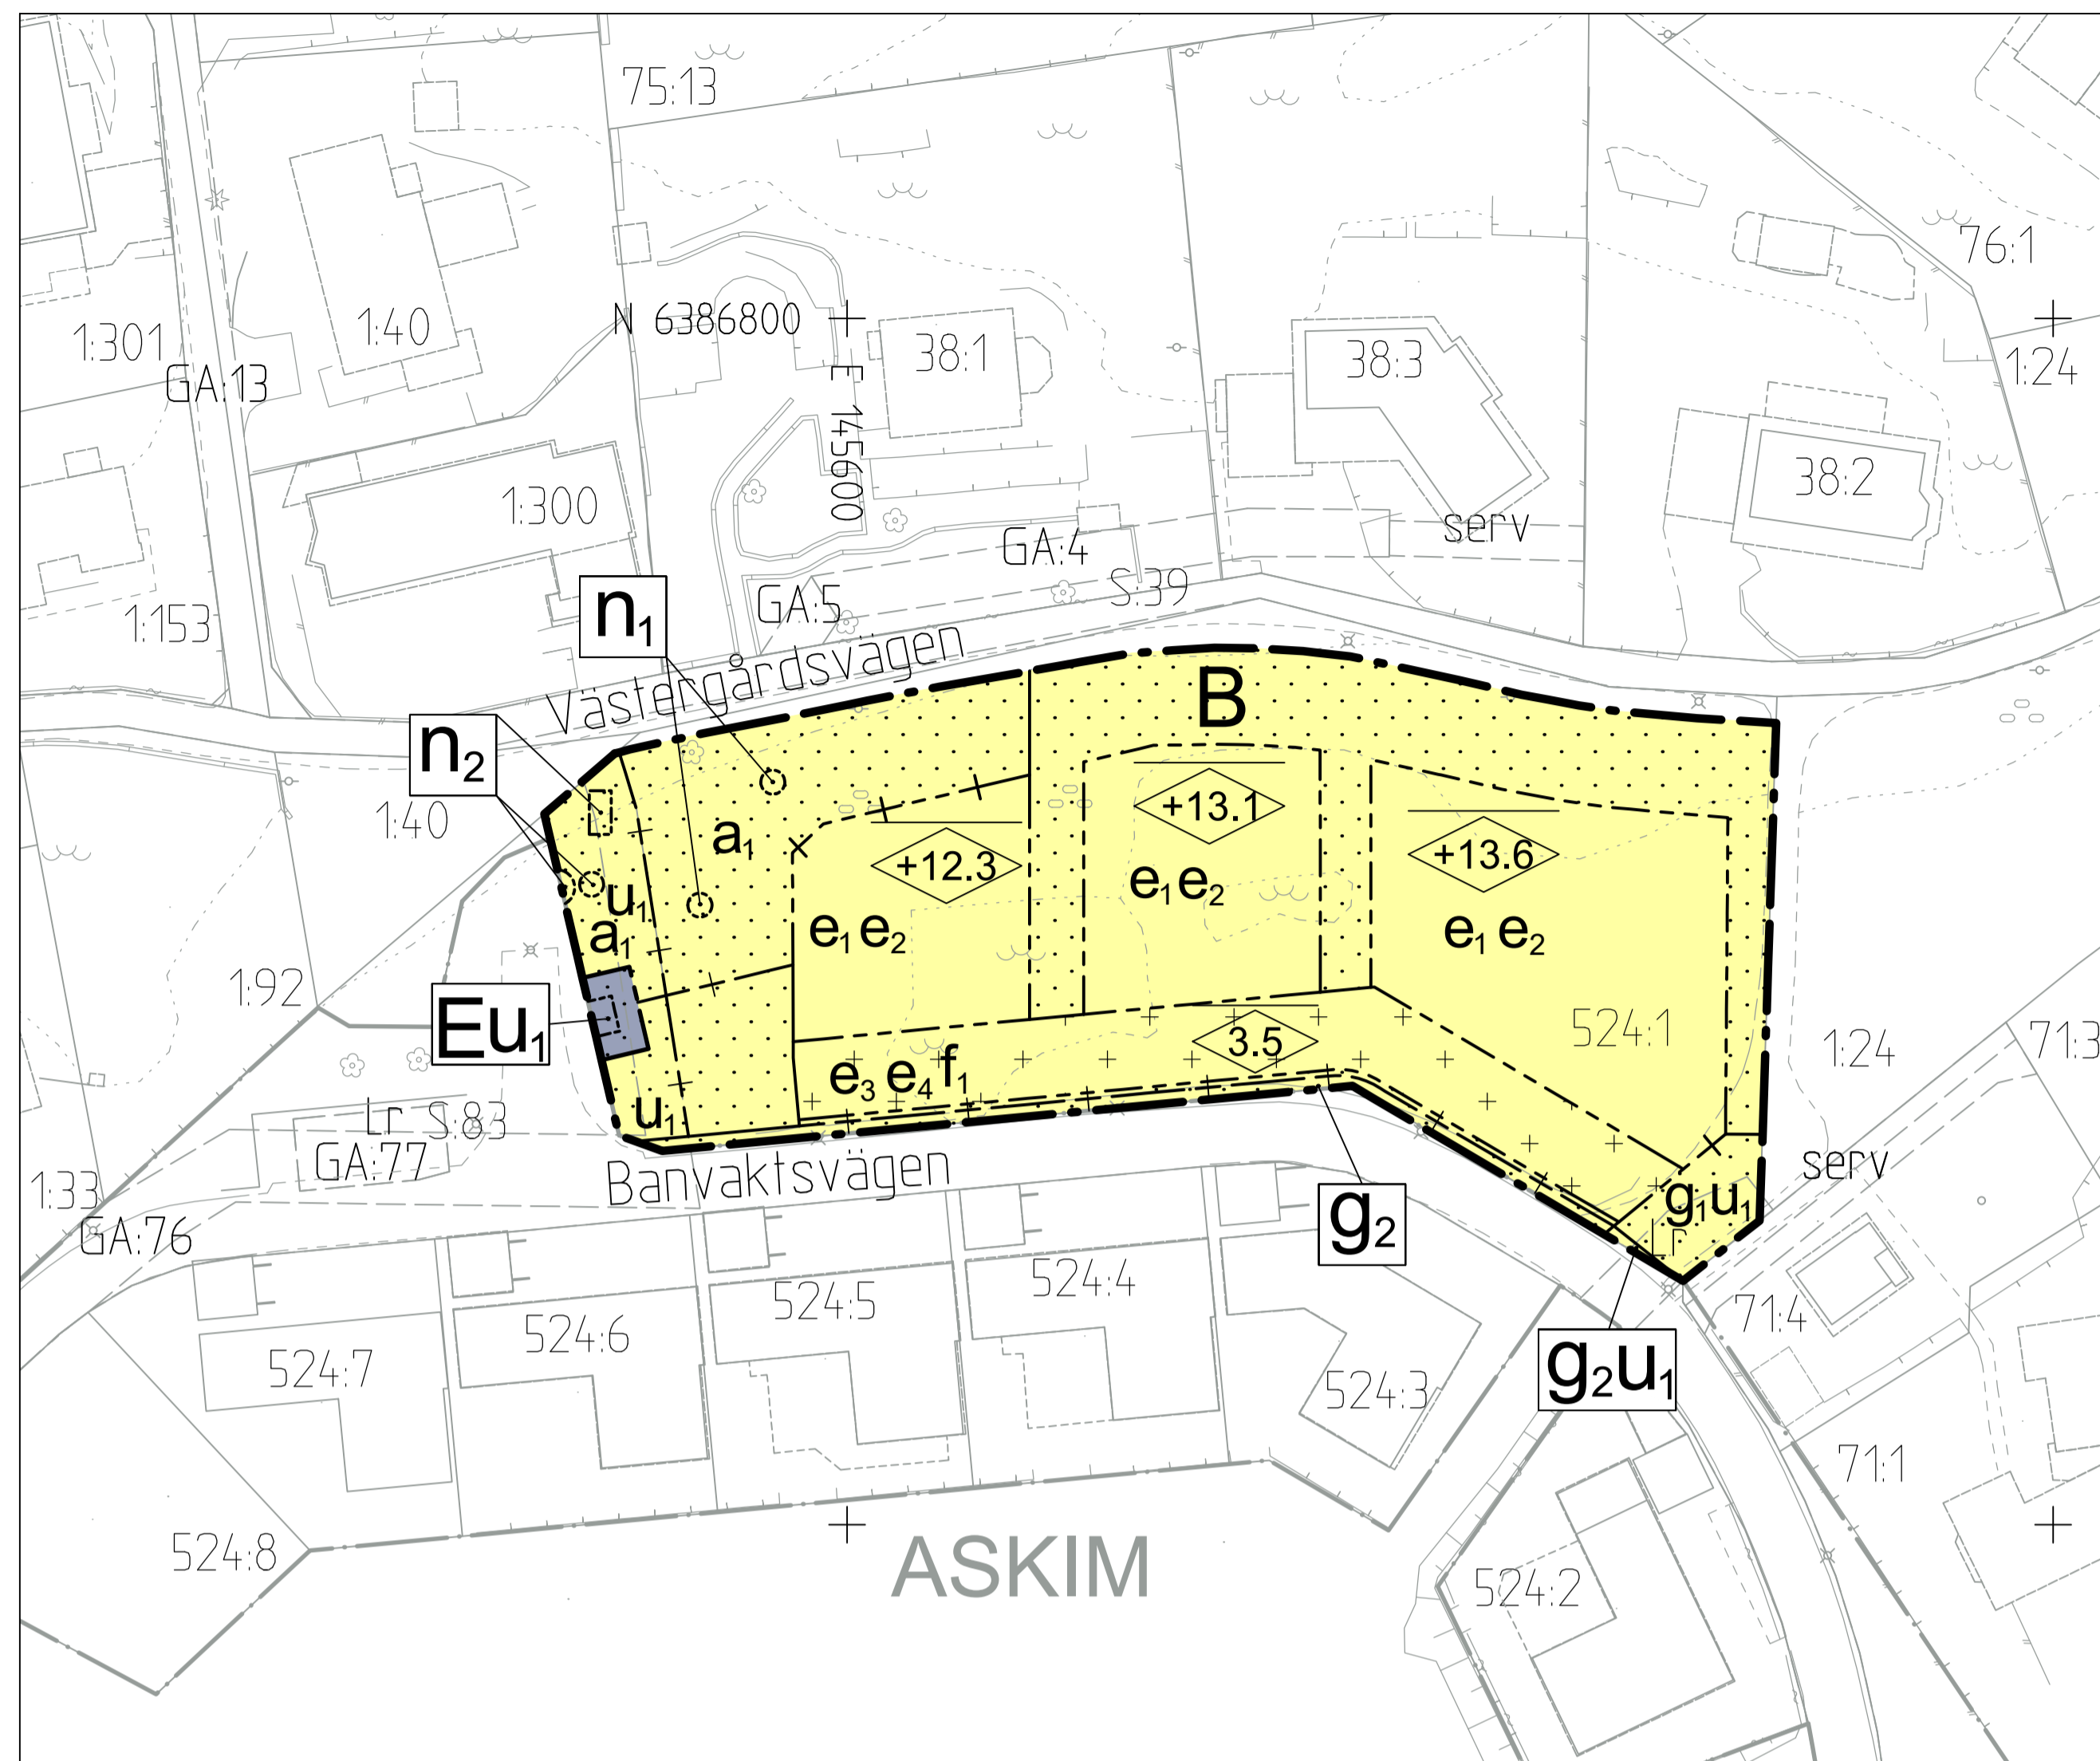 75:13
76:1
N 6386800
1:301
1:40
38:1
38:3
1:24
GA:13
E 145600
38:2
1:300
serv
GA:4
n₁
GA:5
S:39
1:153
Västergårdsvägen
B
n₂
1:40
+13.1
a₁
+12.3
+13.6
e₁ e₂
u₁
a₁
e₁ e₂
e₁ e₂
1:92
Eu₁
524:1
1:24
71:3
3.5
e₃ e₄ f₁
Lr S:83
u₁
GA:77
Banvaktsvägen
serv
1:33
g₁u₁
GA:76
g₂
Lr
524:4
524:5
71:4
524:6
524:7
g₂u₁
524:3
71:1
524:8
ASKIM
524:2